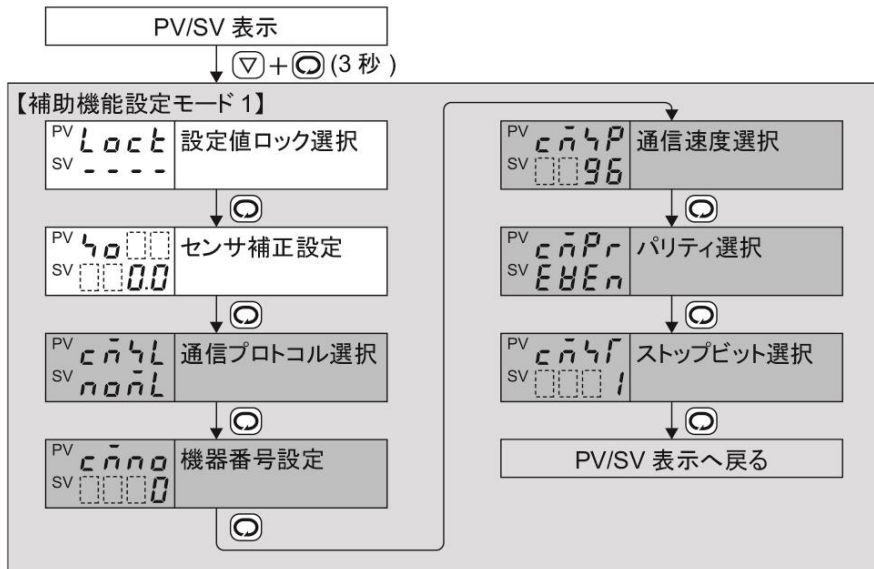 PV/SV 表示
▽+↻(3 秒 )
【補助機能設定モード 1】
PV Lock 設定値ロック選択
SV ----
PV So センサ補正設定
SV 0.0
PV cmSL 通信プロトコル選択
SV nomL
PV cmno 機器番号設定
SV 0
PV cmSP 通信速度選択
SV 96
PV cmPr パリティ選択
SV EVEn
PV cmST ストップビット選択
SV 1
PV/SV 表示へ戻る